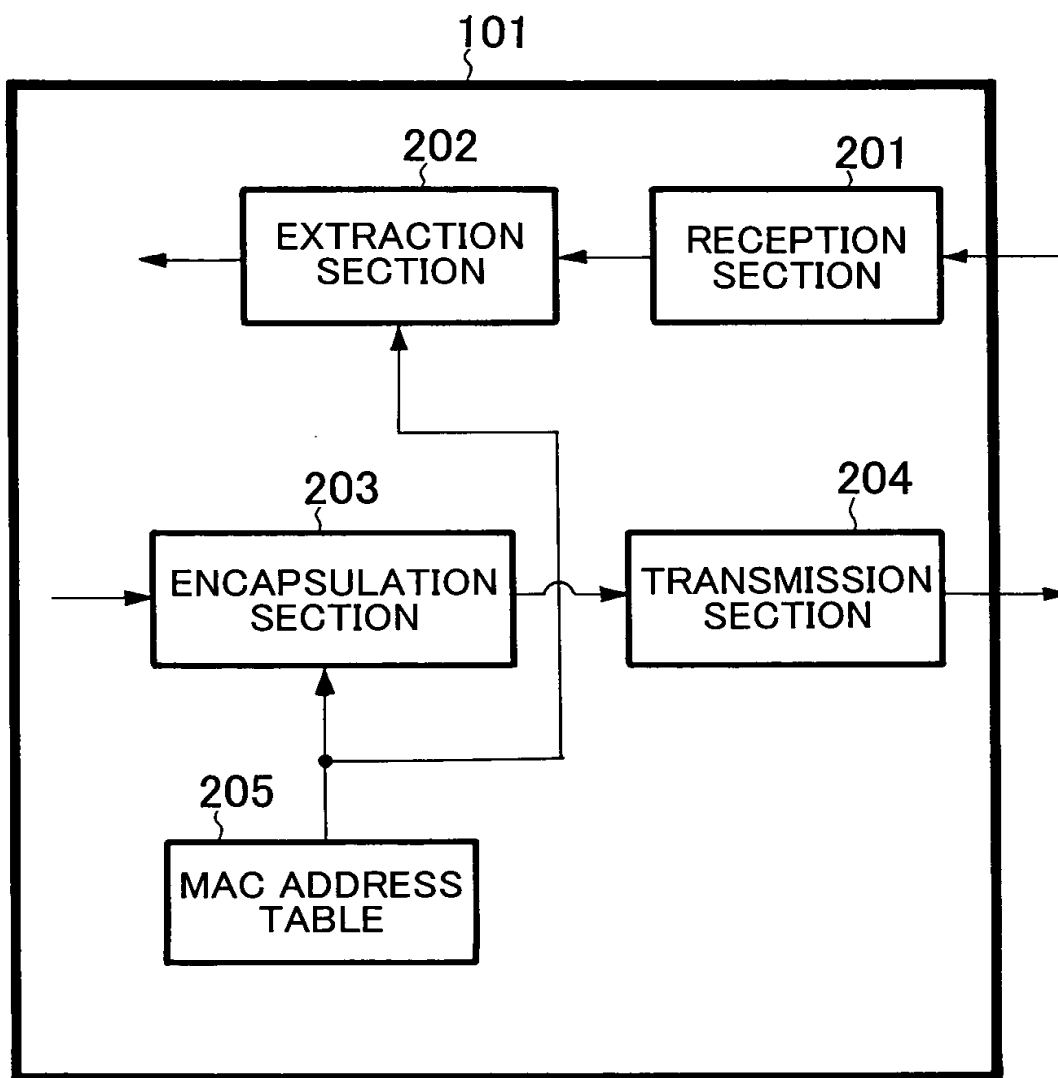 101
202
201
EXTRACTION
SECTION
RECEPTION
SECTION
203
204
ENCAPSULATION
SECTION
TRANSMISSION
SECTION
205
MAC ADDRESS
TABLE